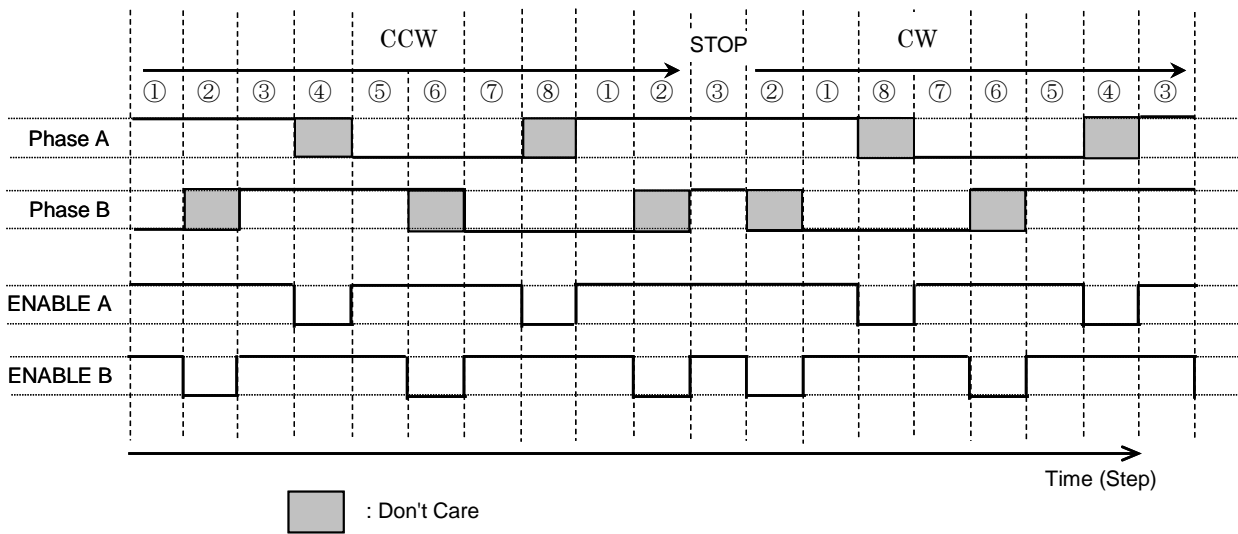 CCW STOP CW
① ② ③ ④ ⑤ ⑥ ⑦ ⑧ ① ② ③ ② ① ⑧ ⑦ ⑥ ⑤ ④ ③
Phase A
Phase B
ENABLE A
ENABLE B
Time (Step)
: Don't Care